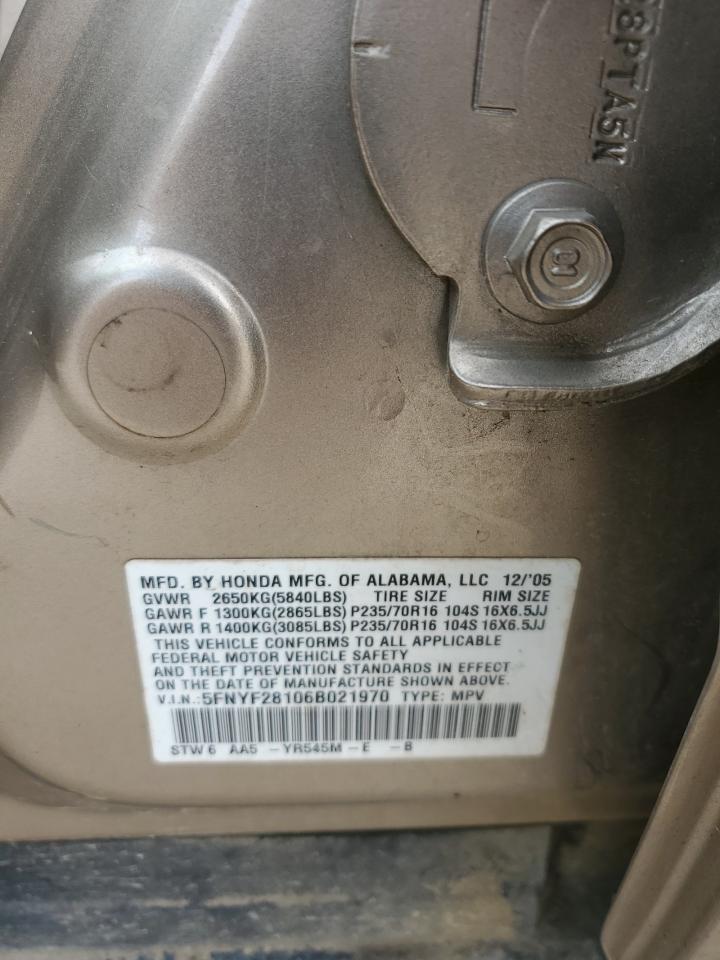 8PTA5N
MFD. BY HONDA MFG. OF ALABAMA, LLC 12/'05
GVWR 2650KG(5840LBS) TIRE SIZE RIM SIZE
GAWR F 1300KG(2865LBS) P235/70R16 104S 16X6.5JJ
GAWR R 1400KG(3085LBS) P235/70R16 104S 16X6.5JJ
THIS VEHICLE CONFORMS TO ALL APPLICABLE
FEDERAL MOTOR VEHICLE SAFETY
AND THEFT PREVENTION STANDARDS IN EFFECT
ON THE DATE OF MANUFACTURE SHOWN ABOVE.
V.I.N.:5FNYF28106B021970 TYPE: MPV
STW6 AA5 -YR545M-E -B